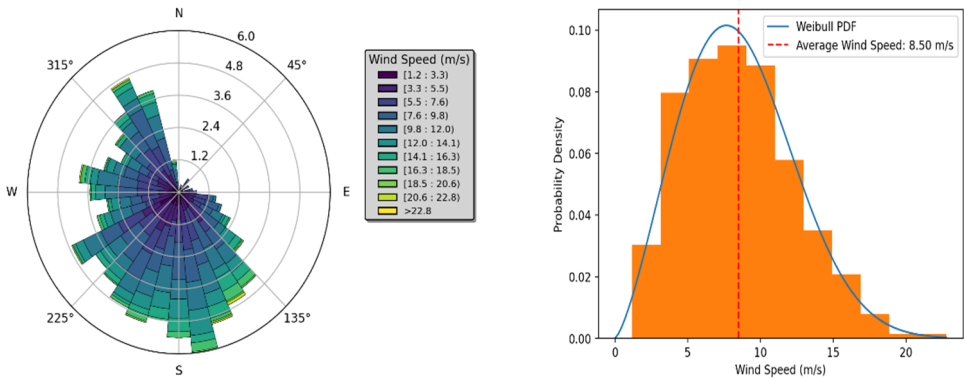 N
6.0
315°
4.8
45°
3.6
2.4
1.2
W
E
225°
135°
S
Wind Speed (m/s)
[1.2 : 3.3)
[3.3 : 5.5)
[5.5 : 7.6)
[7.6 : 9.8)
[9.8 : 12.0)
[12.0 : 14.1)
[14.1 : 16.3)
[16.3 : 18.5)
[18.5 : 20.6)
[20.6 : 22.8)
>22.8
Weibull PDF
Average Wind Speed: 8.50 m/s
Probability Density
0.10
0.08
0.06
0.04
0.02
0.00
0
5
10
15
20
Wind Speed (m/s)